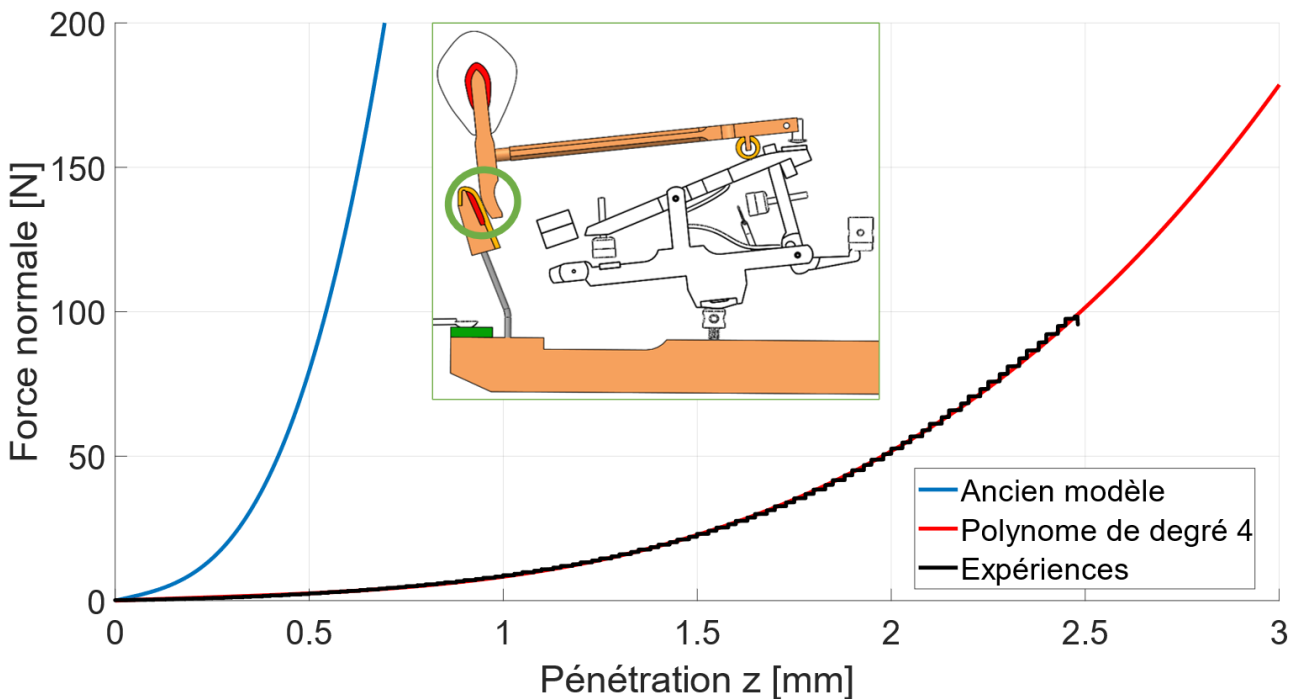 Force normale [N]
200
150
100
50
0
0
0.5
1
1.5
2
2.5
3
Pénétration z [mm]
Ancien modèle
Polynome de degré 4
Expériences